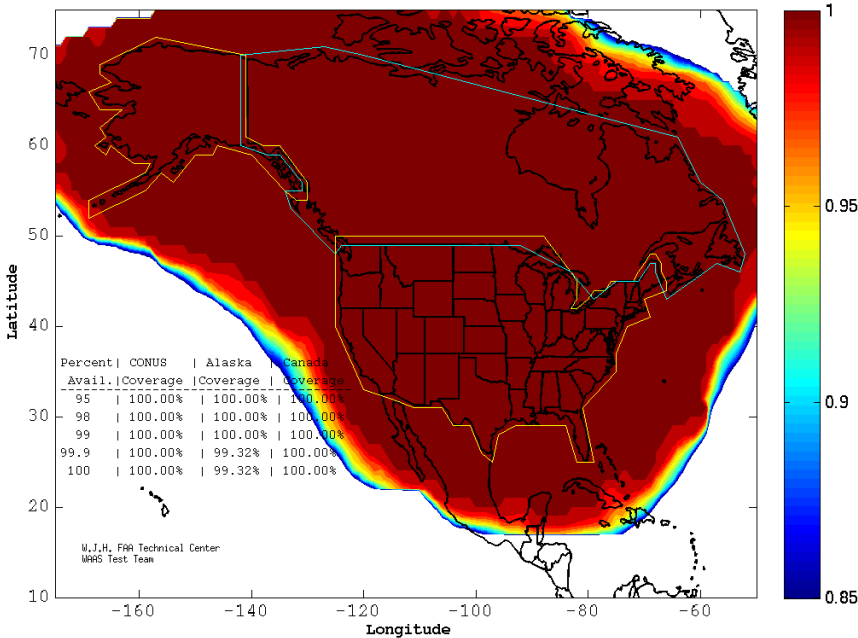 70
60
50
40
30
20
10
Latitude
-160 -140 -120 -100 -80 -60
Longitude
Percent| CONUS | Alaska | Canada
Avail.|Coverage |Coverage | Coverage
95 | 100.00% | 100.00% | 100.00%
98 | 100.00% | 100.00% | 100.00%
99 | 100.00% | 100.00% | 100.00%
99.9 | 100.00% | 99.32% | 100.00%
100 | 100.00% | 99.32% | 100.00%
W.J.H. FAA Technical Center
WAAS Test Team
1
0.95
0.9
0.85